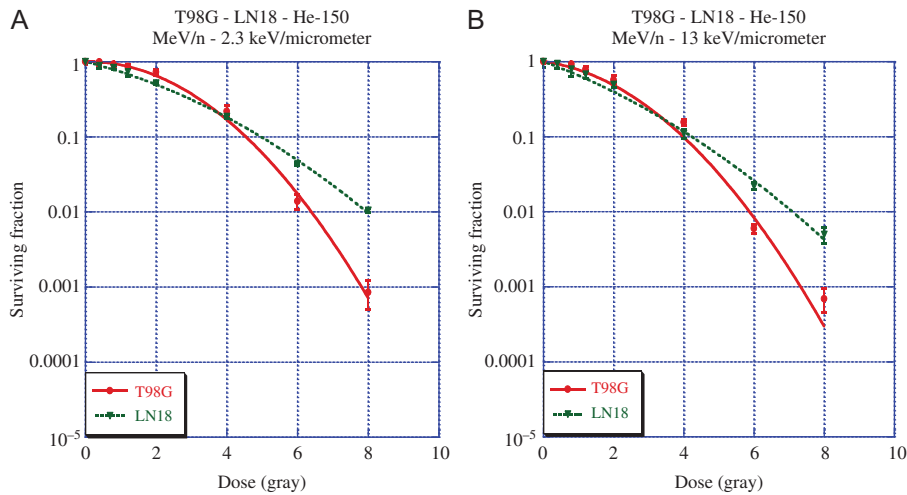 A
T98G - LN18 - He-150
MeV/n - 2.3 keV/micrometer
Surviving fraction
1
0.1
0.01
0.001
0.0001
10⁻⁵
T98G
LN18
0 2 4 6 8 10
Dose (gray)
B
T98G - LN18 - He-150
MeV/n - 13 keV/micrometer
Surviving fraction
1
0.1
0.01
0.001
0.0001
10⁻⁵
T98G
LN18
0 2 4 6 8 10
Dose (gray)